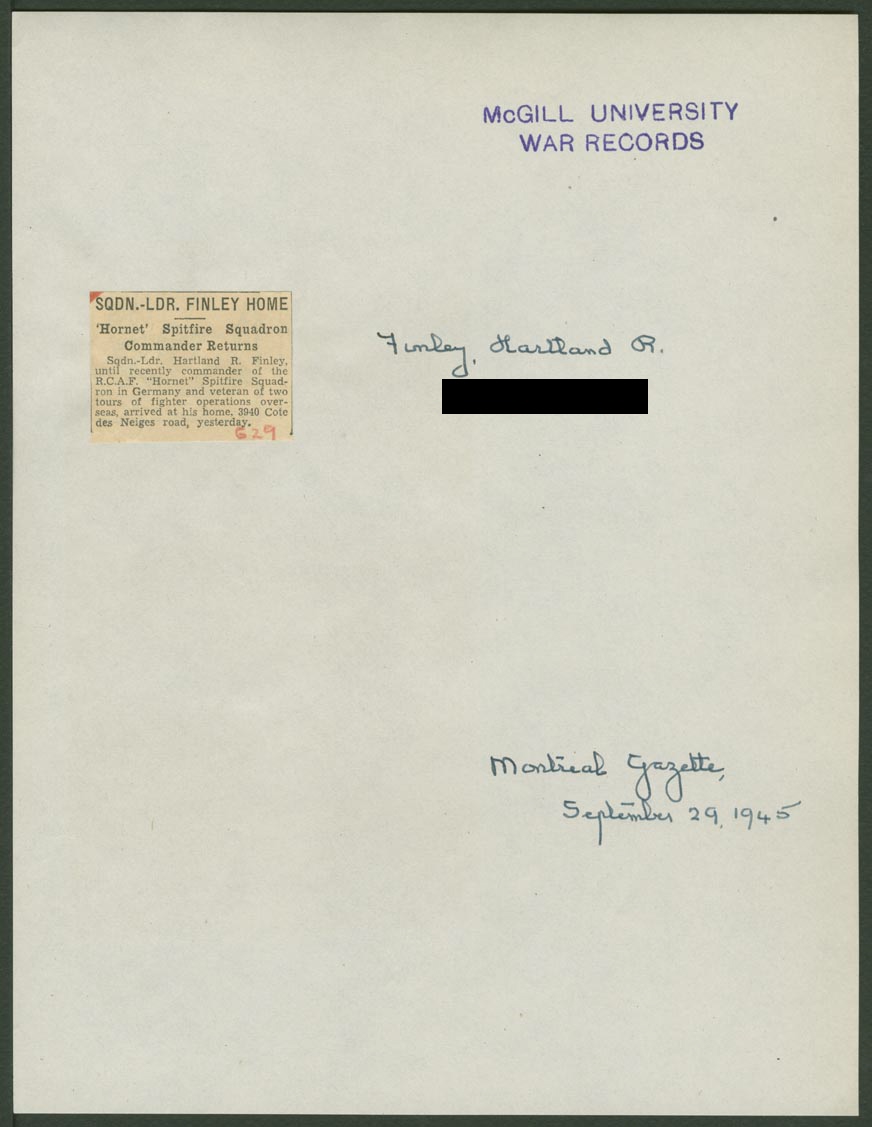 McGILL UNIVERSITY
WAR RECORDS
SQDN.-LDR. FINLEY HOME
'Hornet' Spitfire Squadron
Commander Returns
Sqdn.-Ldr. Hartland R. Finley,
until recently commander of the
R.C.A.F. "Hornet" Spitfire Squad-
ron in Germany and veteran of two
tours of fighter operations over-
seas, arrived at his home, 3940 Cote
des Neiges road, yesterday.
G29
Finley, Hartland R.
Montreal Gazette,
September 29, 1945